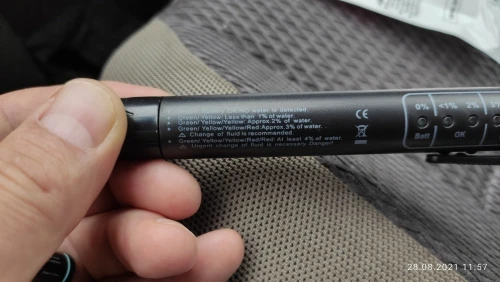 water is detected.
Green/ Yellow: Less than 1% of water.
Green/ Yellow/Yellow: Approx.2% of water.
Green/ Yellow/Yellow/Red:Approx.3% of water.
Change of fluid is recommended.
Green/ Yellow/Yellow/Red/Red: At least 4% of water.
Urgent change of fluid is necessary. Danger!
CE
0% <1% 2%
Batt OK
28.08.2021 11:57